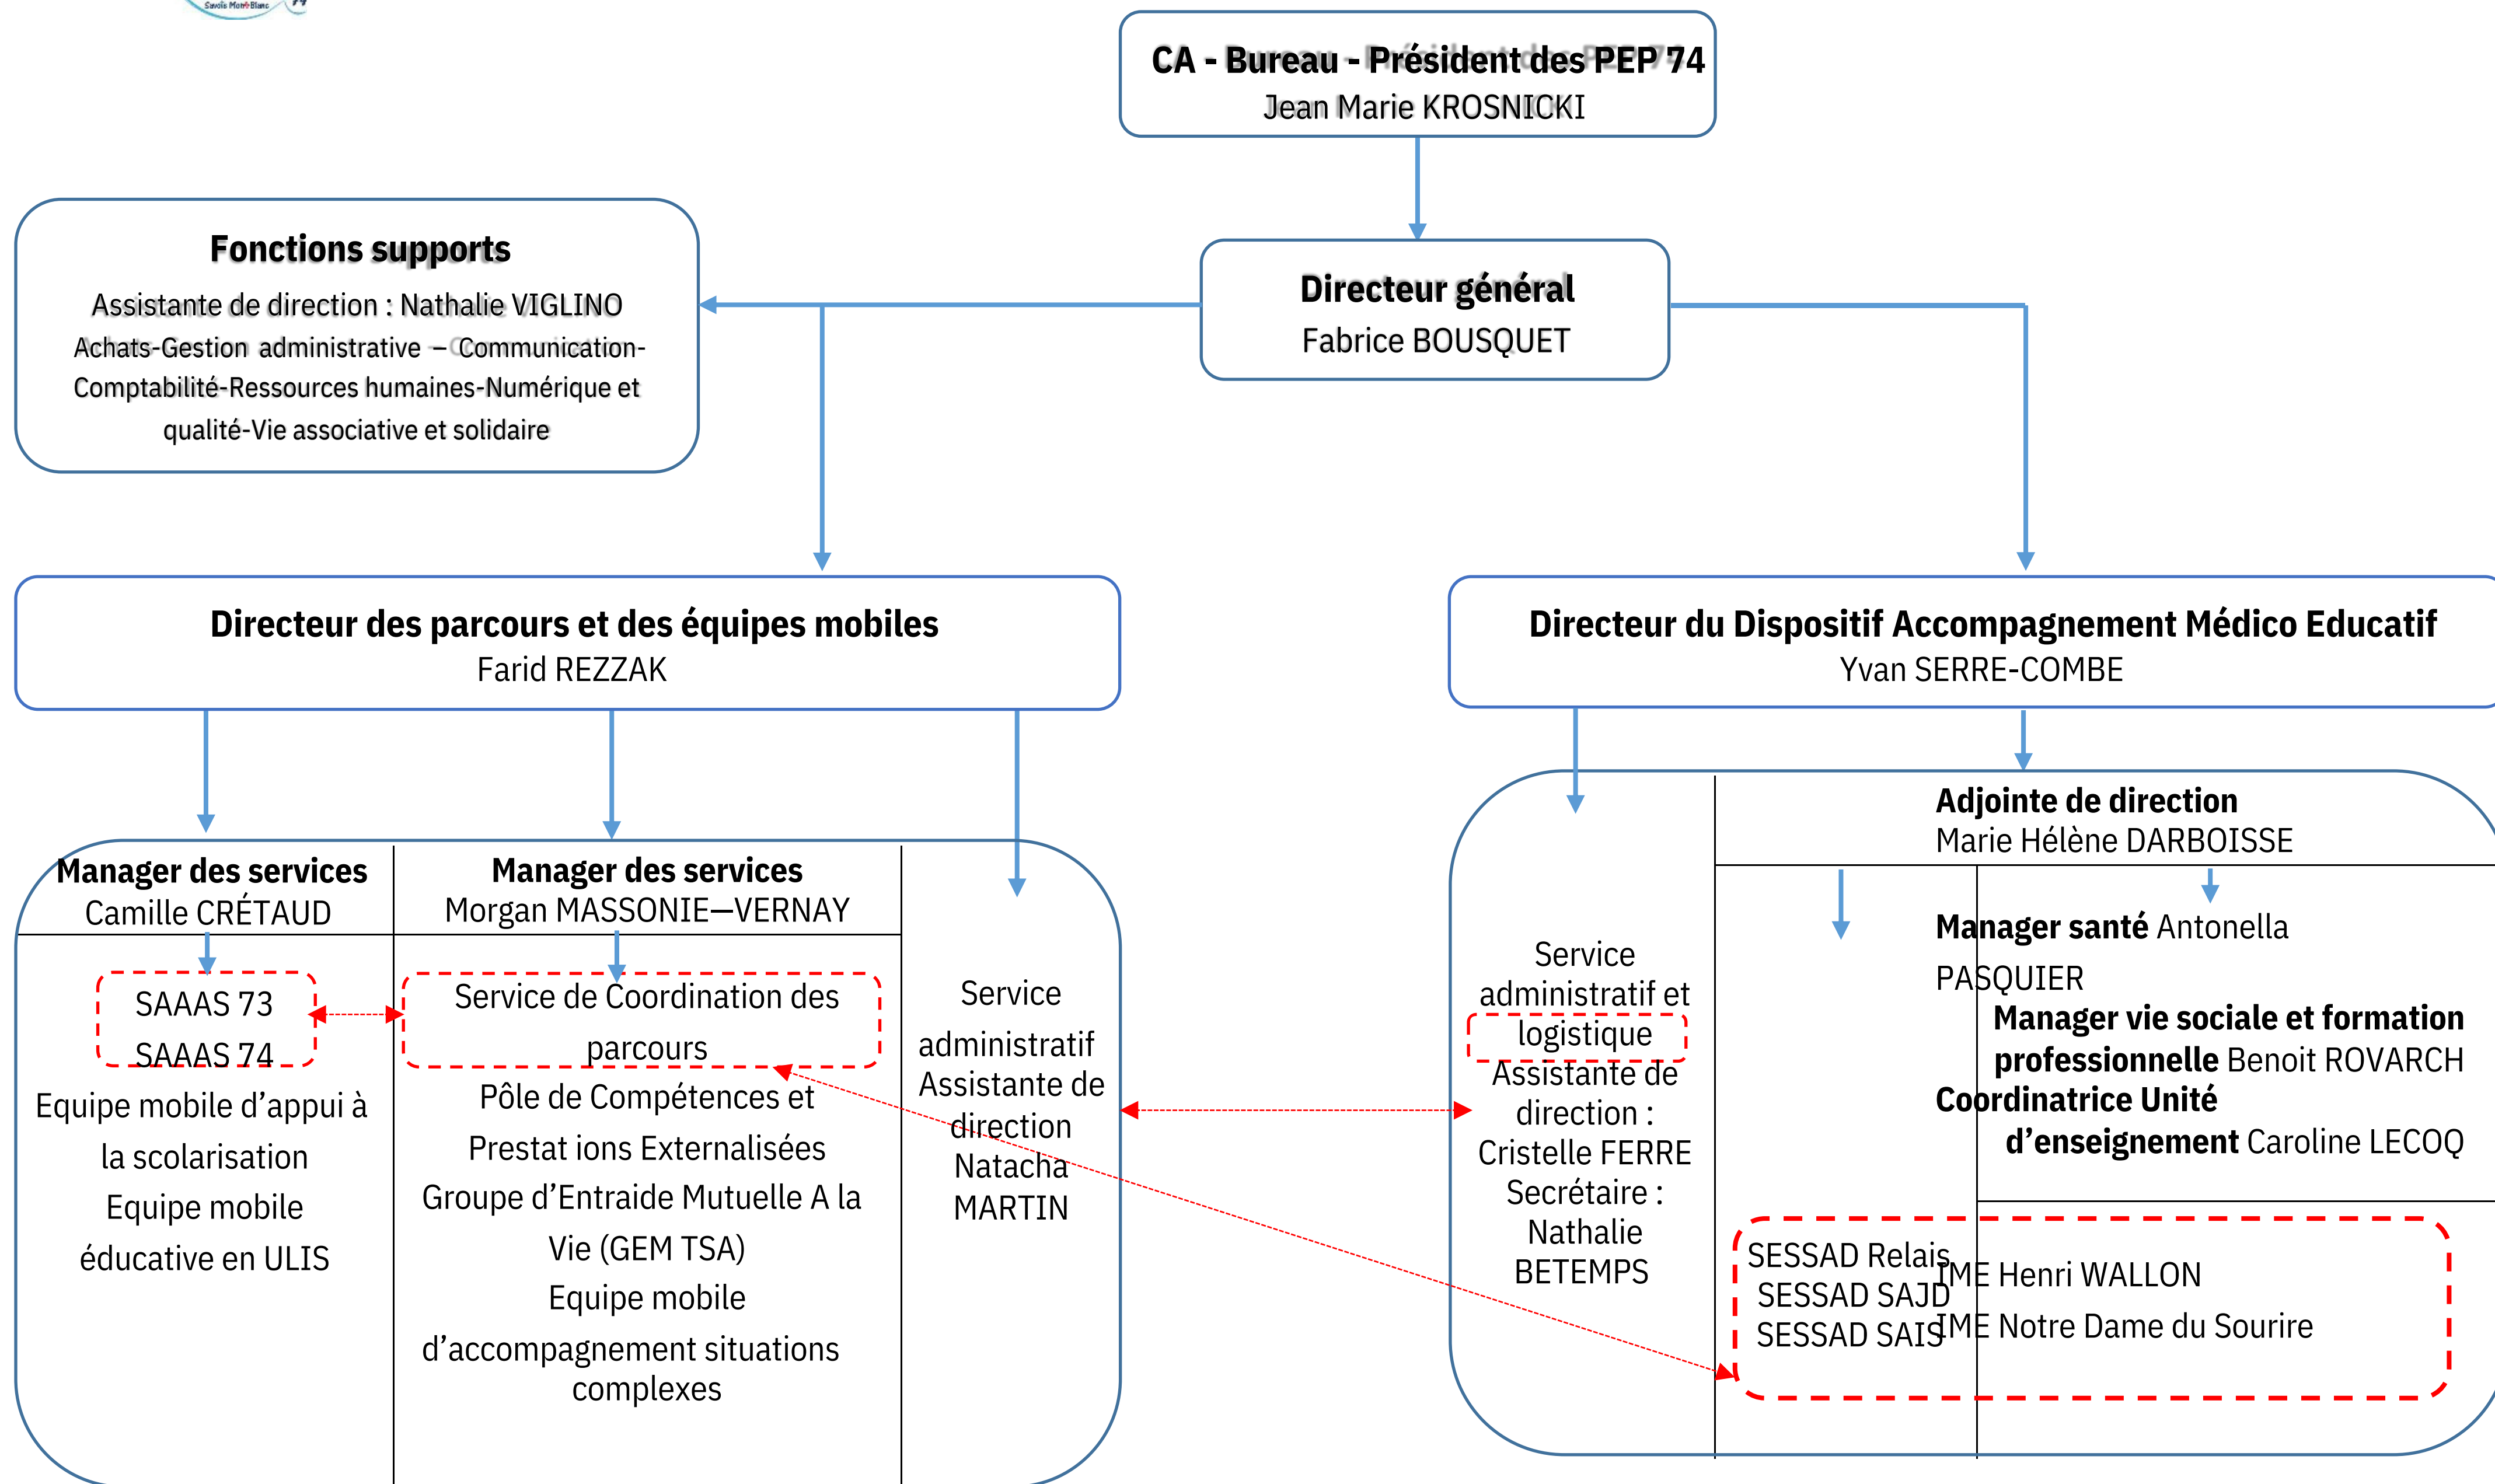 Savoie Mont Blanc
74
CA - Bureau - Président des PEP 74
Jean Marie KROSNICKI
Fonctions supports
Assistante de direction : Nathalie VIGLINO
Achats-Gestion administrative – Communication-
Comptabilité-Ressources humaines-Numérique et
qualité-Vie associative et solidaire
Directeur général
Fabrice BOUSQUET
Directeur des parcours et des équipes mobiles
Farid REZZAK
Directeur du Dispositif Accompagnement Médico Educatif
Yvan SERRE-COMBE
Manager des services
Camille CRÉTAUD
SAAAS 73
SAAAS 74
Equipe mobile d’appui à
la scolarisation
Equipe mobile
éducative en ULIS
Manager des services
Morgan MASSONIE—VERNAY
Service de Coordination des
parcours
Pôle de Compétences et
Prestat ions Externalisées
Groupe d’Entraide Mutuelle A la
Vie (GEM TSA)
Equipe mobile
d’accompagnement situations
complexes
Service
administratif
Assistante de
direction
Natacha
MARTIN
Service
administratif et
logistique
Assistante de
direction :
Cristelle FERRE
Secrétaire :
Nathalie
BETEMPS
Adjointe de direction
Marie Hélène DARBOISSE
Manager santé Antonella
PASQUIER
Manager vie sociale et formation
professionnelle Benoit ROVARCH
Coordinatrice Unité
d’enseignement Caroline LECOQ
SESSAD Relais
SESSAD SAJD
SESSAD SAIS
IME Henri WALLON
IME Notre Dame du Sourire